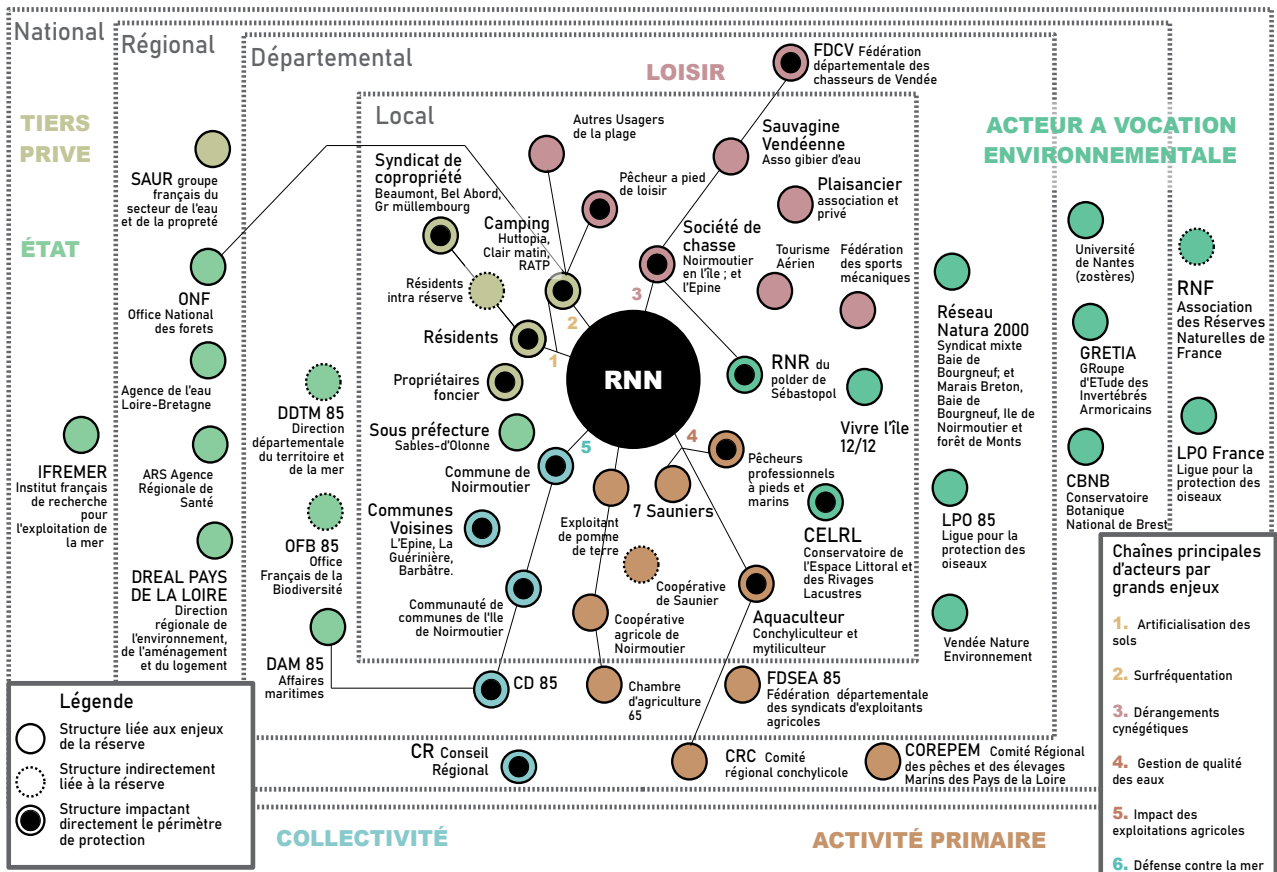 National
Régional
Départemental
Local
LOISIR
TIERS
PRIVE
ÉTAT
ACTEUR A VOCATION
ENVIRONNEMENTALE
COLLECTIVITÉ
ACTIVITÉ PRIMAIRE
FDCV Fédération
départementale des
chasseurs de Vendée
SAUR groupe
français du
secteur de l'eau
et de la propreté
ONF
Office National
des forets
Agence de l'eau
Loire-Bretagne
IFREMER
Institut français
de recherche
pour
l'exploitation de
la mer
ARS Agence
Régionale de
Santé
DREAL PAYS
DE LA LOIRE
Direction
régionale de
l'environnement,
de l'aménagement
et du logement
DDTM 85
Direction
départementale
du territoire et
de la mer
OFB 85
Office
Français de la
Biodiversité
DAM 85
Affaires
maritimes
Syndicat de
copropriété
Beaumont, Bel Abord,
Gr müllembourg
Autres Usagers
de la plage
Pêcheur a pied
de loisir
Camping
Huttopia,
Clair matin,
RATP
Résidents
intra réserve
Résidents
Propriétaires
foncier
Sous préfecture
Sables-d'Olonne
Commune de
Noirmoutier
Communes
Voisines
L'Epine, La
Guérinière,
Barbâtre.
Communauté de
communes de l'Ile
de Noirmoutier
CD 85
CR Conseil
Régional
Sauvagine
Vendéenne
Asso gibier d'eau
Plaisancier
association et
privé
Société de
chasse
Noirmoutier
en l'île ; et
l'Epine
Tourisme
Aérien
Fédération
des sports
mécaniques
RNN
1
2
3
4
5
RNR du
polder de
Sébastopol
Vivre l'île
12/12
Pêcheurs
professionnels
à pieds et
marins
7 Sauniers
Exploitant
de pomme
de terre
Coopérative
de Saunier
Coopérative
agricole de
Noirmoutier
Chambre
d'agriculture
65
CELRL
Conservatoire de
l'Espace Littoral et
des Rivages
Lacustres
Aquaculteur
Conchyliculteur et
mytiliculteur
FDSEA 85
Fédération départementale
des syndicats d'exploitants
agricoles
CRC Comité
régional conchylicole
COREPEM Comité Régional
des pêches et des élevages
Marins des Pays de la Loire
Réseau
Natura 2000
Syndicat mixte
Baie de
Bourgneuf; et
Marais Breton,
Baie de
Bourgneuf, Ile de
Noirmoutier et
forêt de Monts
LPO 85
Ligue pour la
protection des
oiseaux
Vendée Nature
Environnement
Université
de Nantes
(zostères)
GRETIA
GRoupe
d'ETude des
Invertébrés
Armoricains
CBNB
Conservatoire
Botanique
National de Brest
RNF
Association
des Réserves
Naturelles de
France
LPO France
Ligue pour la
protection des
oiseaux
Légende
Structure liée aux enjeux
de la réserve
Structure indirectement
liée à la réserve
Structure impactant
directement le périmètre
de protection
Chaînes principales
d'acteurs par
grands enjeux
1. Artificialisation des
sols
2. Surfréquentation
3. Dérangements
cynégétiques
4. Gestion de qualité
des eaux
5. Impact des
exploitations agricoles
6. Défense contre la mer